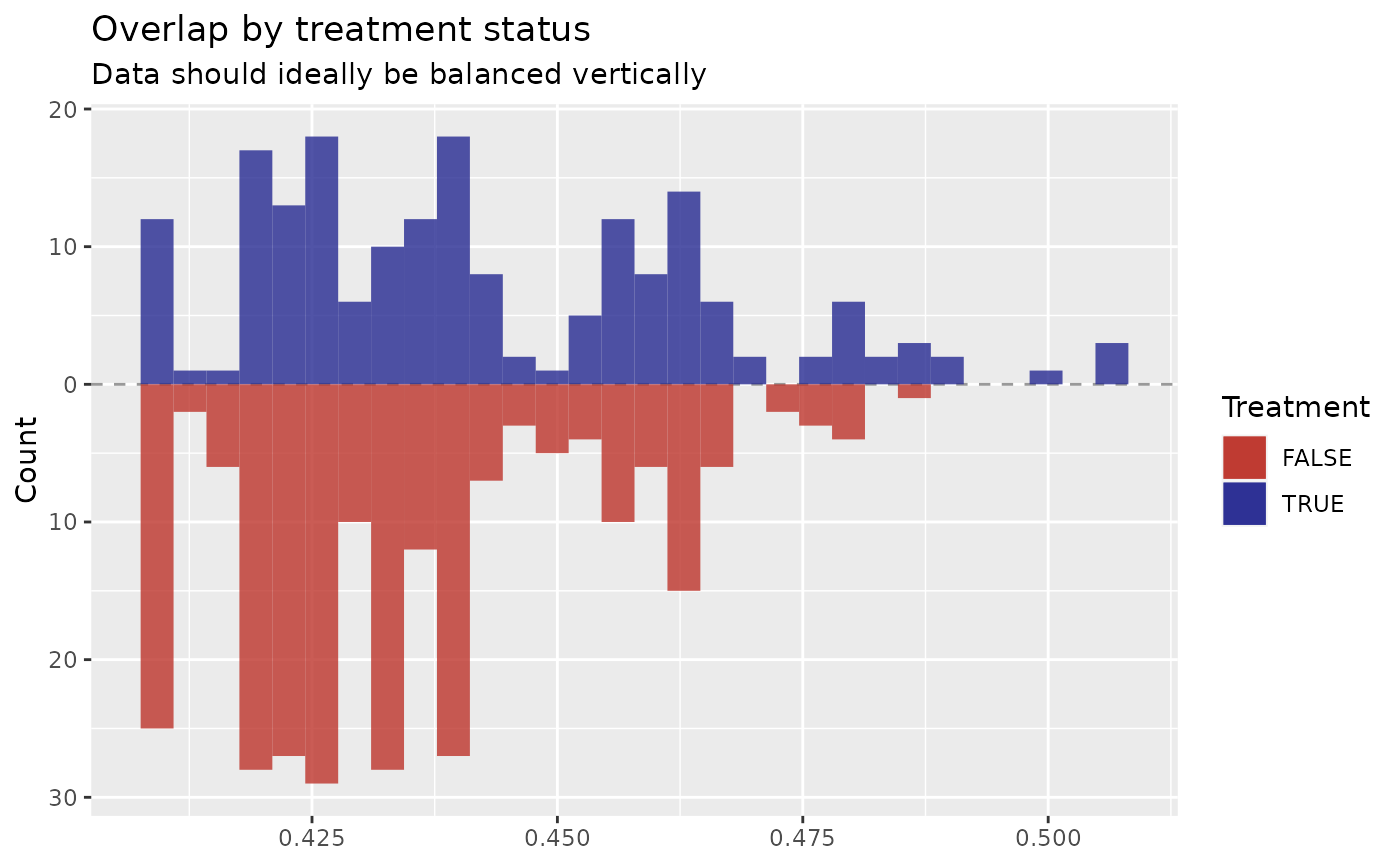 Overlap by treatment status
Data should ideally be balanced vertically
20
10
0
10
20
30
Count
0.425 0.450 0.475 0.500
Treatment
FALSE
TRUE